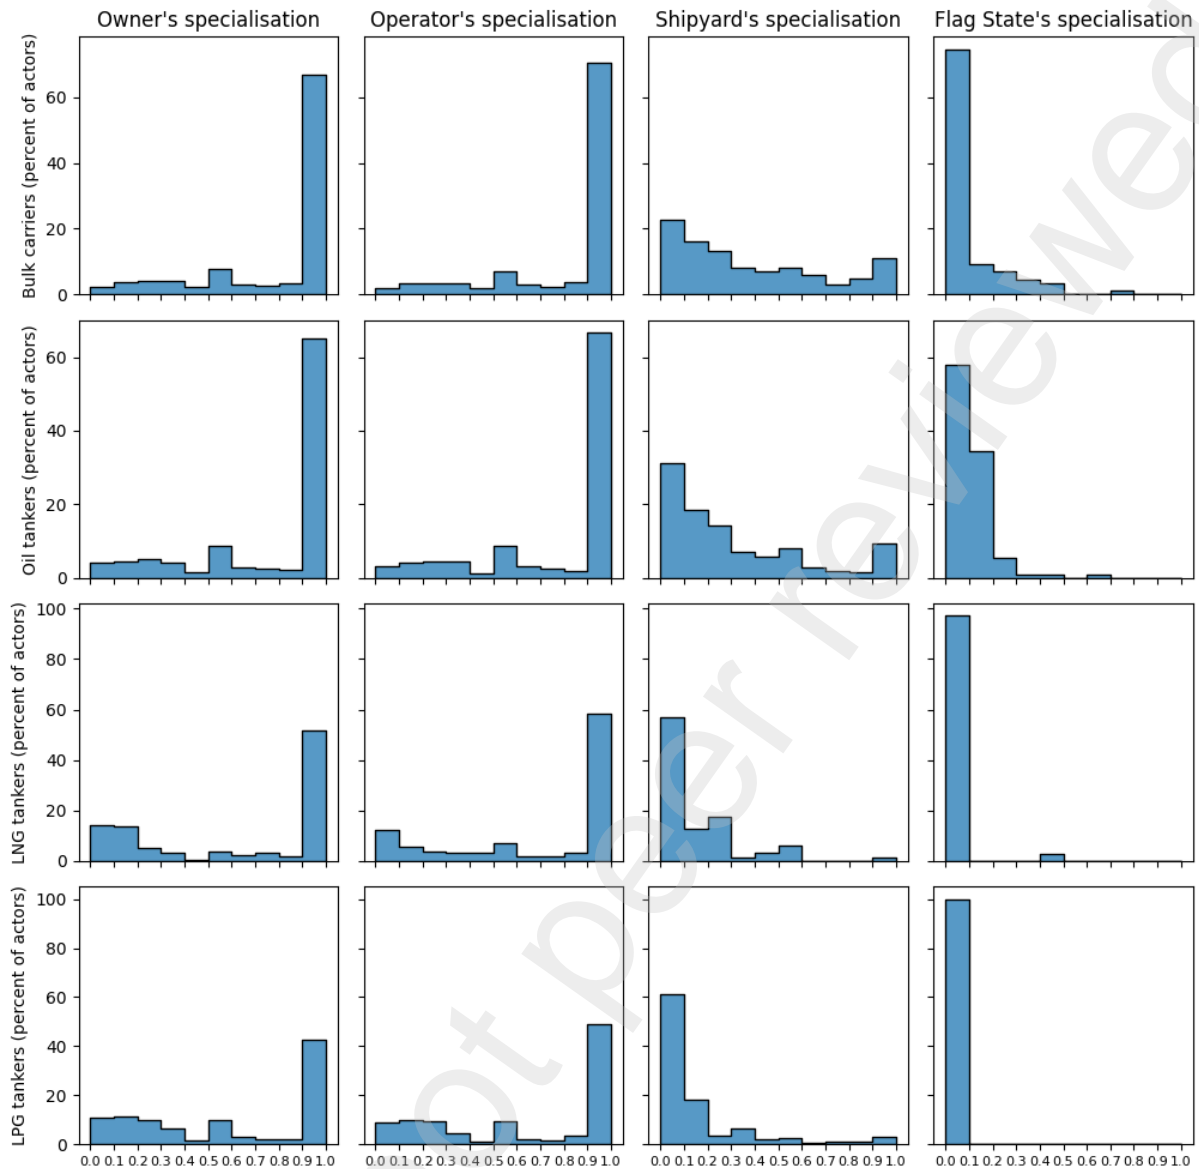 Owner's specialisation Operator's specialisation Shipyard's specialisation Flag State's specialisation
Bulk carriers (percent of actors)
60
40
20
0
Oil tankers (percent of actors)
60
40
20
0
LNG tankers (percent of actors)
100
80
60
40
20
0
LPG tankers (percent of actors)
100
80
60
40
20
0
0.0 0.1 0.2 0.3 0.4 0.5 0.6 0.7 0.8 0.9 1.0 0.0 0.1 0.2 0.3 0.4 0.5 0.6 0.7 0.8 0.9 1.0 0.0 0.1 0.2 0.3 0.4 0.5 0.6 0.7 0.8 0.9 1.0 0.0 0.1 0.2 0.3 0.4 0.5 0.6 0.7 0.8 0.9 1.0
ot peer reviewed